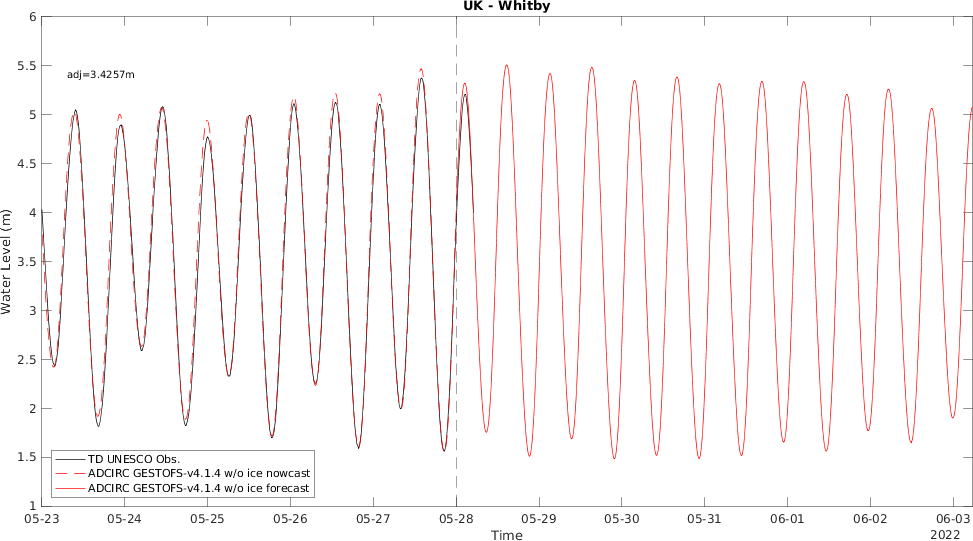 UK - Whitby
6
5.5
5
4.5
4
3.5
3
2.5
2
1.5
1
Water Level (m)
adj=3.4257m
TD UNESCO Obs.
ADCIRC GESTOFS-v4.1.4 w/o ice nowcast
ADCIRC GESTOFS-v4.1.4 w/o ice forecast
05-23 05-24 05-25 05-26 05-27 05-28 05-29 05-30 05-31 06-01 06-02 06-03
Time
2022